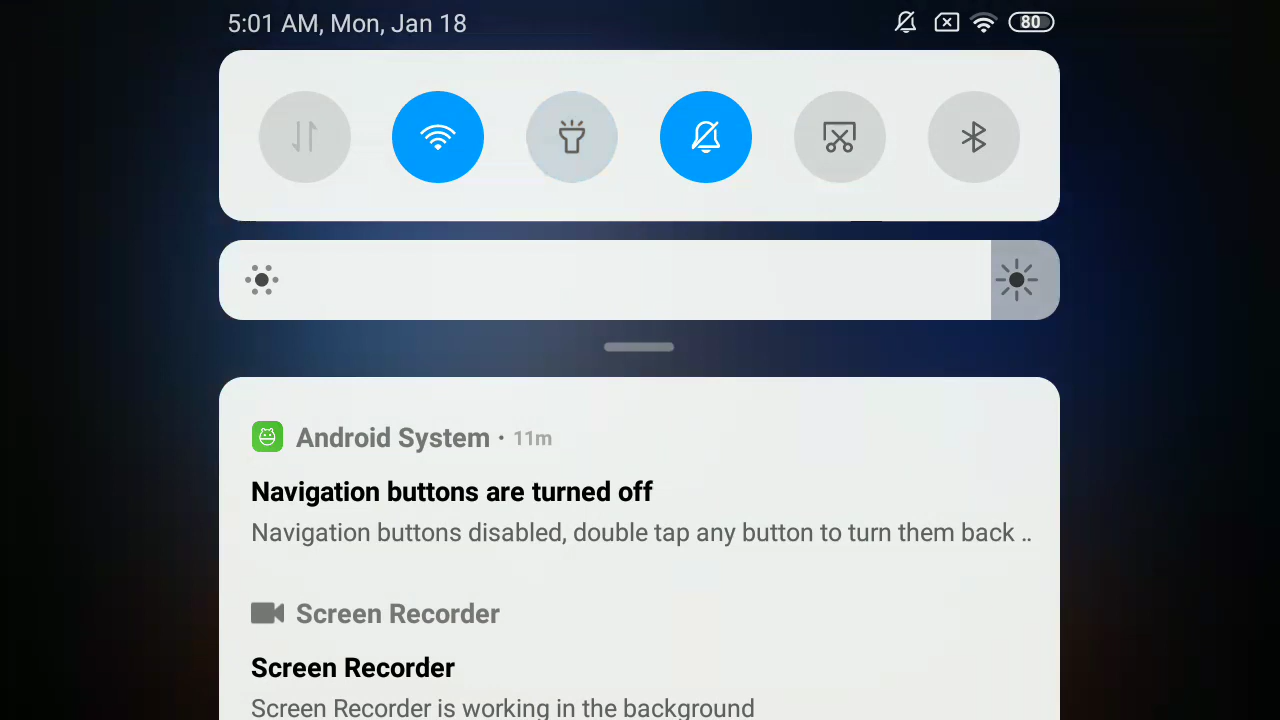 5:01 AM, Mon, Jan 18
80
Android System · 11m
Navigation buttons are turned off
Navigation buttons disabled, double tap any button to turn them back ..
Screen Recorder
Screen Recorder
Screen Recorder is working in the background